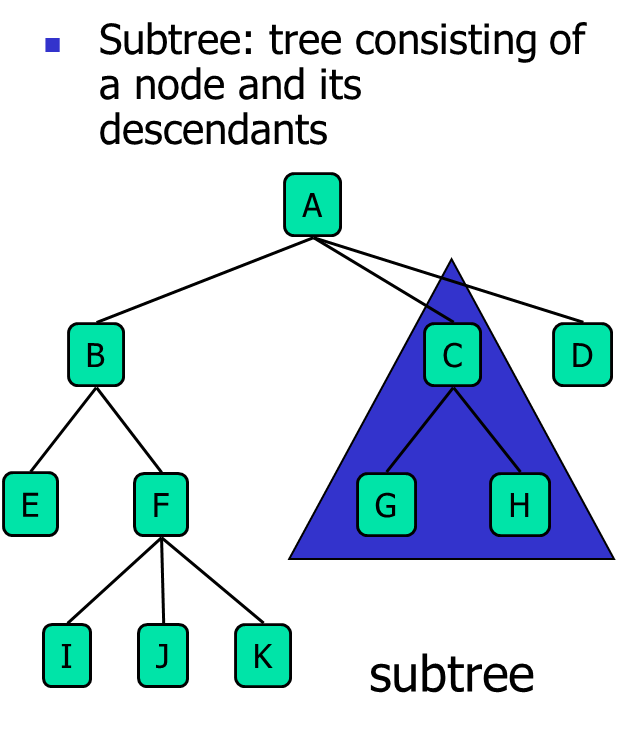 Subtree: tree consisting of
a node and its
descendants
A
B
C
D
E
F
G
H
I
J
K
subtree